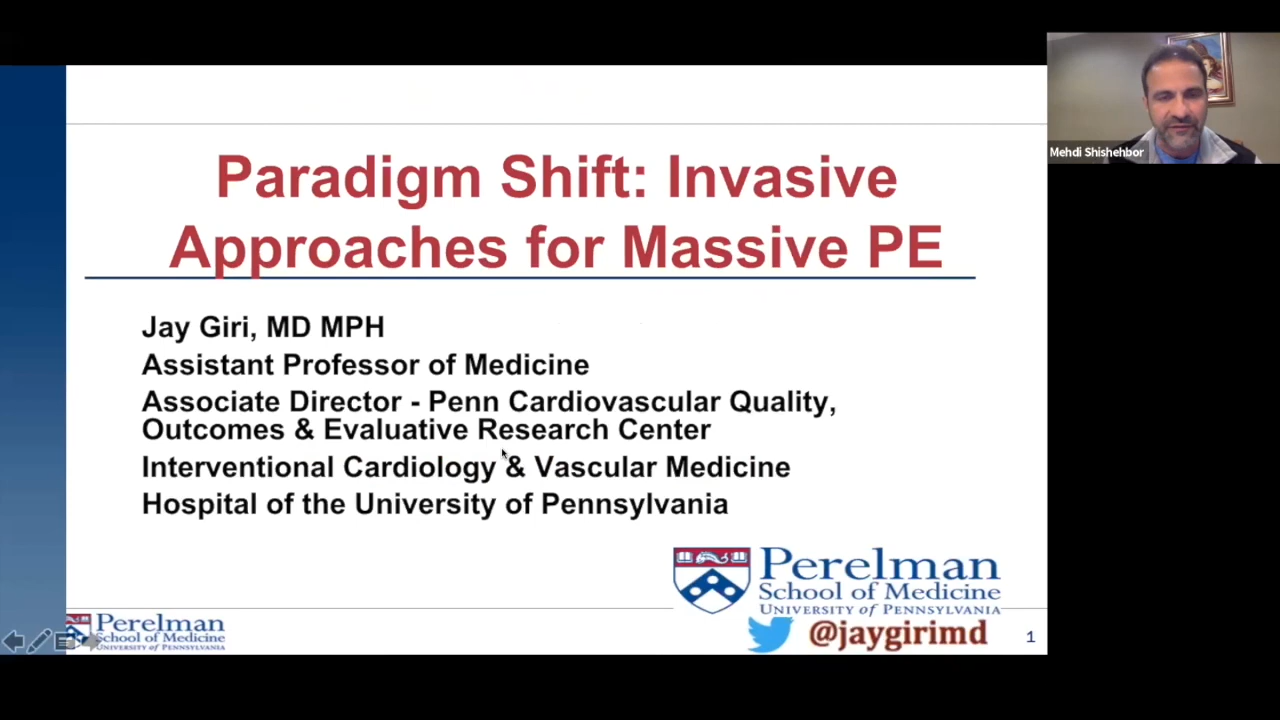 Paradigm Shift: Invasive
Approaches for Massive PE
Jay Giri, MD MPH
Assistant Professor of Medicine
Associate Director - Penn Cardiovascular Quality,
Outcomes & Evaluative Research Center
Interventional Cardiology & Vascular Medicine
Hospital of the University of Pennsylvania
Perelman
School of Medicine
UNIVERSITY of PENNSYLVANIA
@jaygirimd
1
Perelman
School of Medicine
UNIVERSITY of PENNSYLVANIA
Mehdi Shishehbor